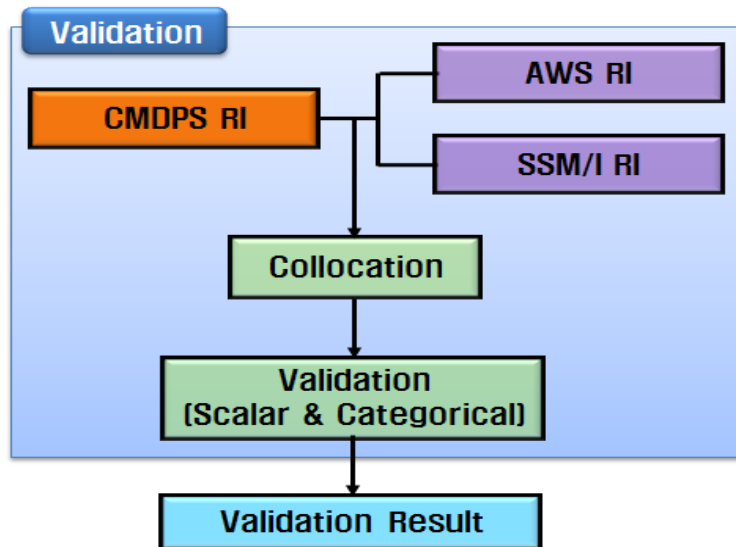 Validation
AWS RI
CMDPS RI
SSM/I RI
Collocation
Validation
(Scalar & Categorical)
Validation Result